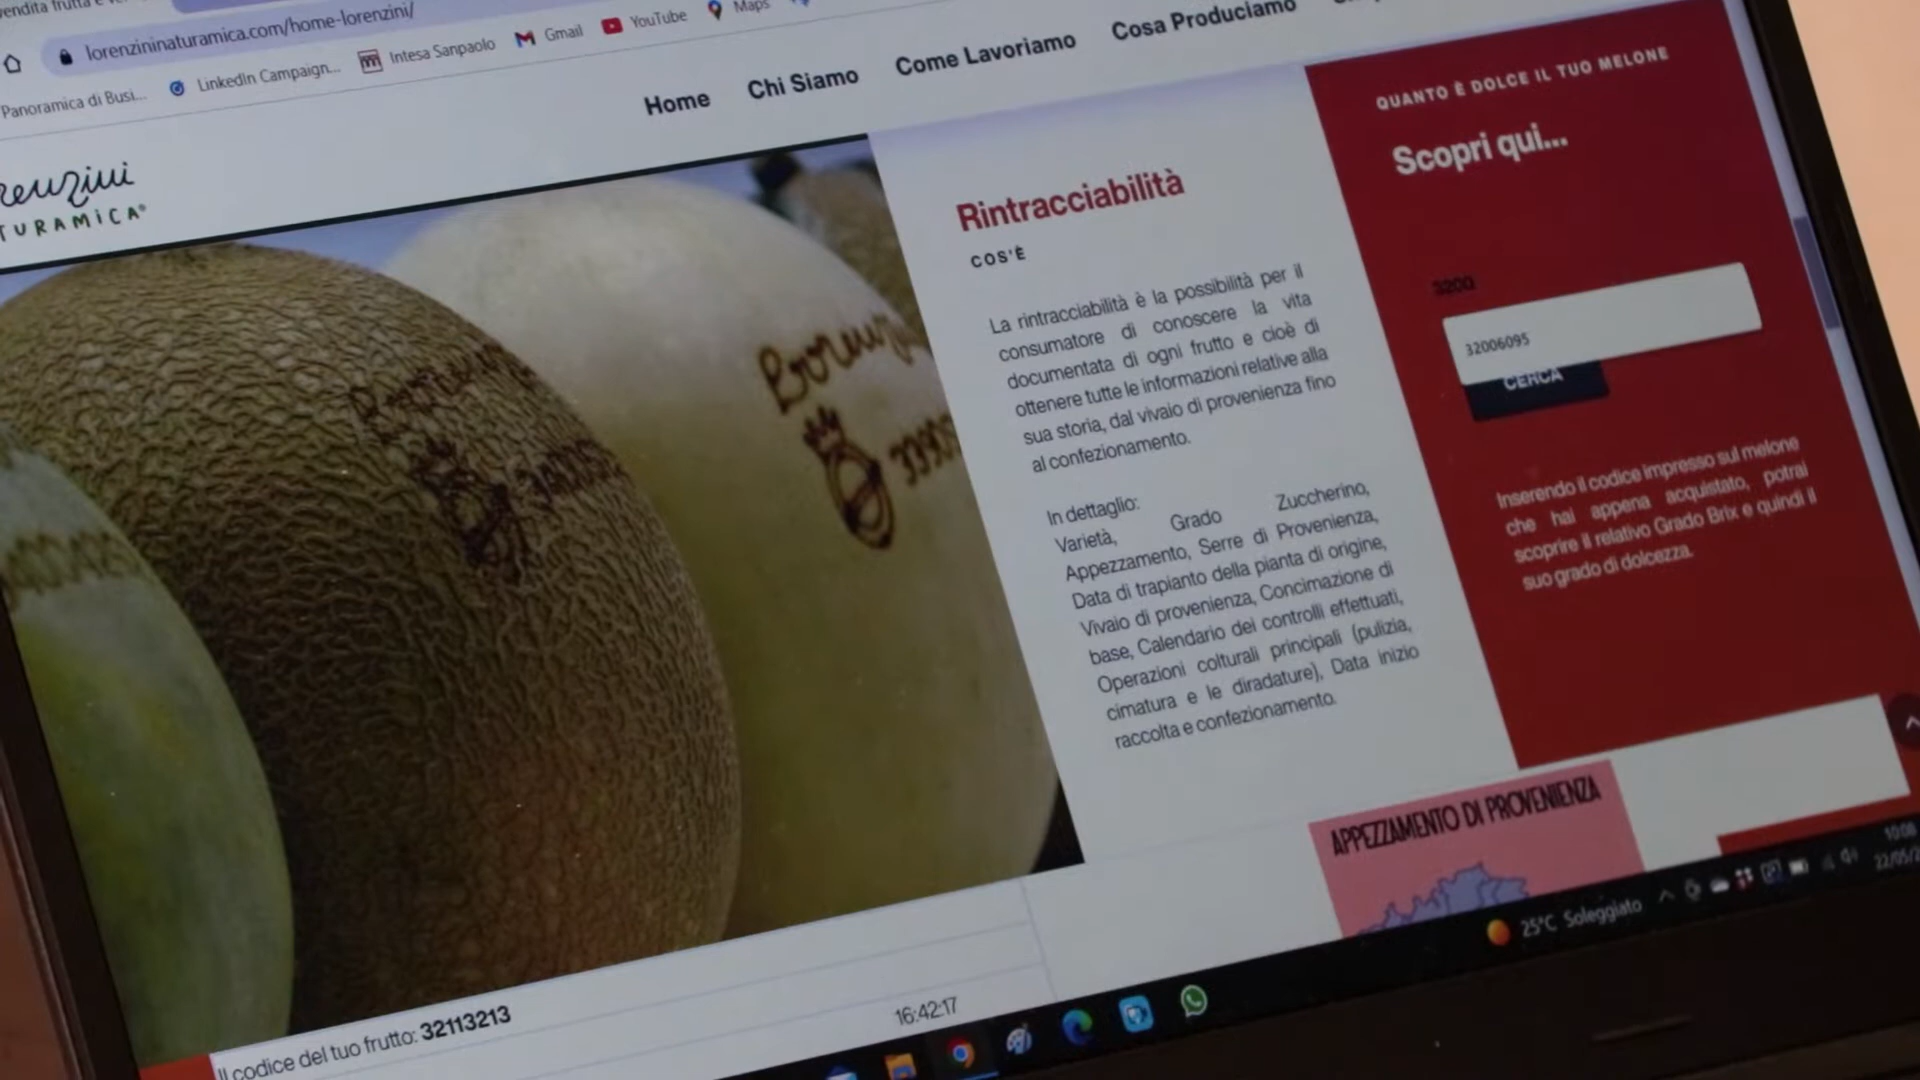 lorenzininaturamica.com/home-lorenzini/
Panoramica di Busi...
LinkedIn Campaign...
Intesa Sanpaolo
Gmail
YouTube
Maps
Home
Chi Siamo
Come Lavoriamo
Cosa Produciamo
TURAMICA®
Rintracciabilità
COS'È
La rintracciabilità è la possibilità per il
consumatore di conoscere la vita
documentata di ogni frutto e cioè di
ottenere tutte le informazioni relative alla
sua storia, dal vivaio di provenienza fino
al confezionamento.
In dettaglio:
Varietà, Grado Zuccherino,
Appezzamento, Serre di Provenienza,
Data di trapianto della pianta di origine,
Vivaio di provenienza, Concimazione di
base, Calendario dei controlli effettuati,
Operazioni colturali principali (pulizia,
cimatura e le diradature), Data inizio
raccolta e confezionamento.
QUANTO È DOLCE IL TUO MELONE
Scopri qui...
32006095
CERCA
Inserendo il codice impresso sul melone
che hai appena acquistato, potrai
scoprire il relativo Grado Brix e quindi il
suo grado di dolcezza.
APPEZZAMENTO DI PROVENIENZA
Il codice del tuo frutto: 32113213
16:42:17
25°C Soleggiato
10:08
22/05/2